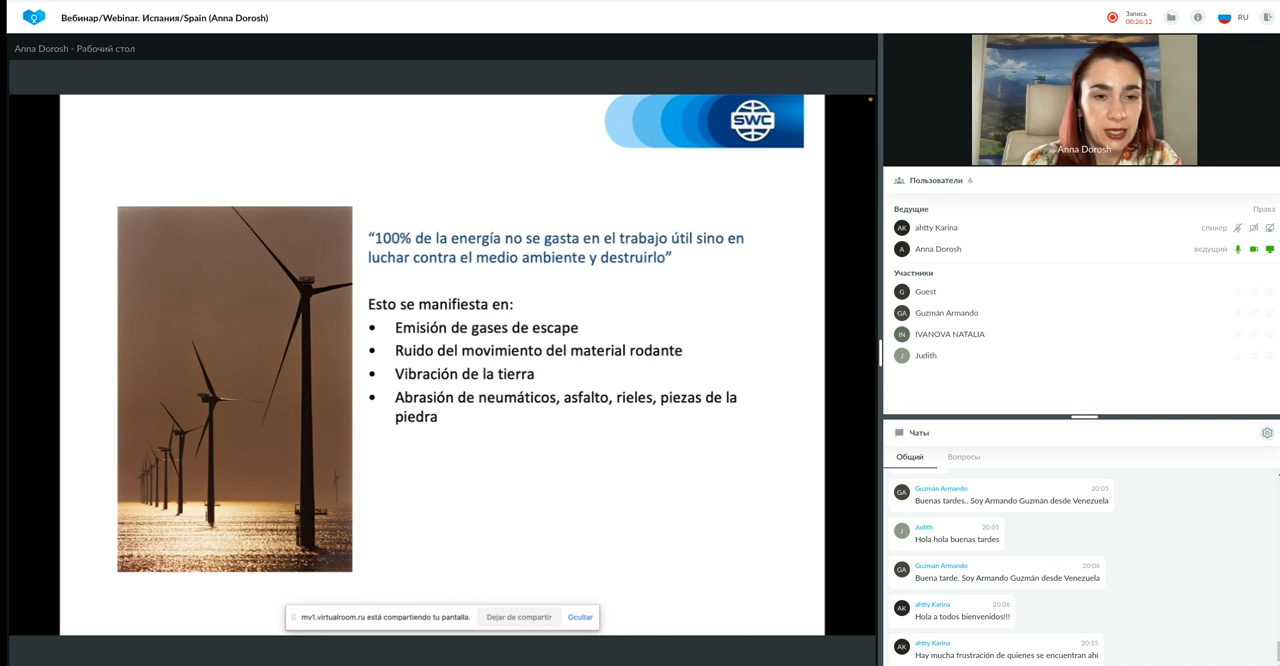 Вебинар/Webinar. Испания/Spain (Anna Dorosh)
Запись
00:26:12
RU
Anna Dorosh - Рабочий стол
SWC
“100% de la energía no se gasta en el trabajo útil sino en
luchar contra el medio ambiente y destruirlo”
Esto se manifiesta en:
• Emisión de gases de escape
• Ruido del movimiento del material rodante
• Vibración de la tierra
• Abrasión de neumáticos, asfalto, rieles, piezas de la
piedra
mv1.virtualroom.ru está compartiendo tu pantalla.
Dejar de compartir
Ocultar
Anna Dorosh
Пользователи 6
Ведущие
Права
AK ahtty Karina
спикер
A Anna Dorosh
ведущий
Участники
G Guest
GA Guzmán Armando
IN IVANOVA NATALIA
J Judith
Чаты
Общий
Вопросы
GA Guzmán Armando 20:05
Buenas tardes.. Soy Armando Guzmán desde Venezuela
J Judith 20:05
Hola hola buenas tardes
GA Guzmán Armando 20:06
Buena tarde. Soy Armando Guzmán desde Venezuela
AK ahtty Karina 20:06
Hola a todos bienvenidos!!!
AK ahtty Karina 20:15
Hay mucha frustración de quienes se encuentran ahí